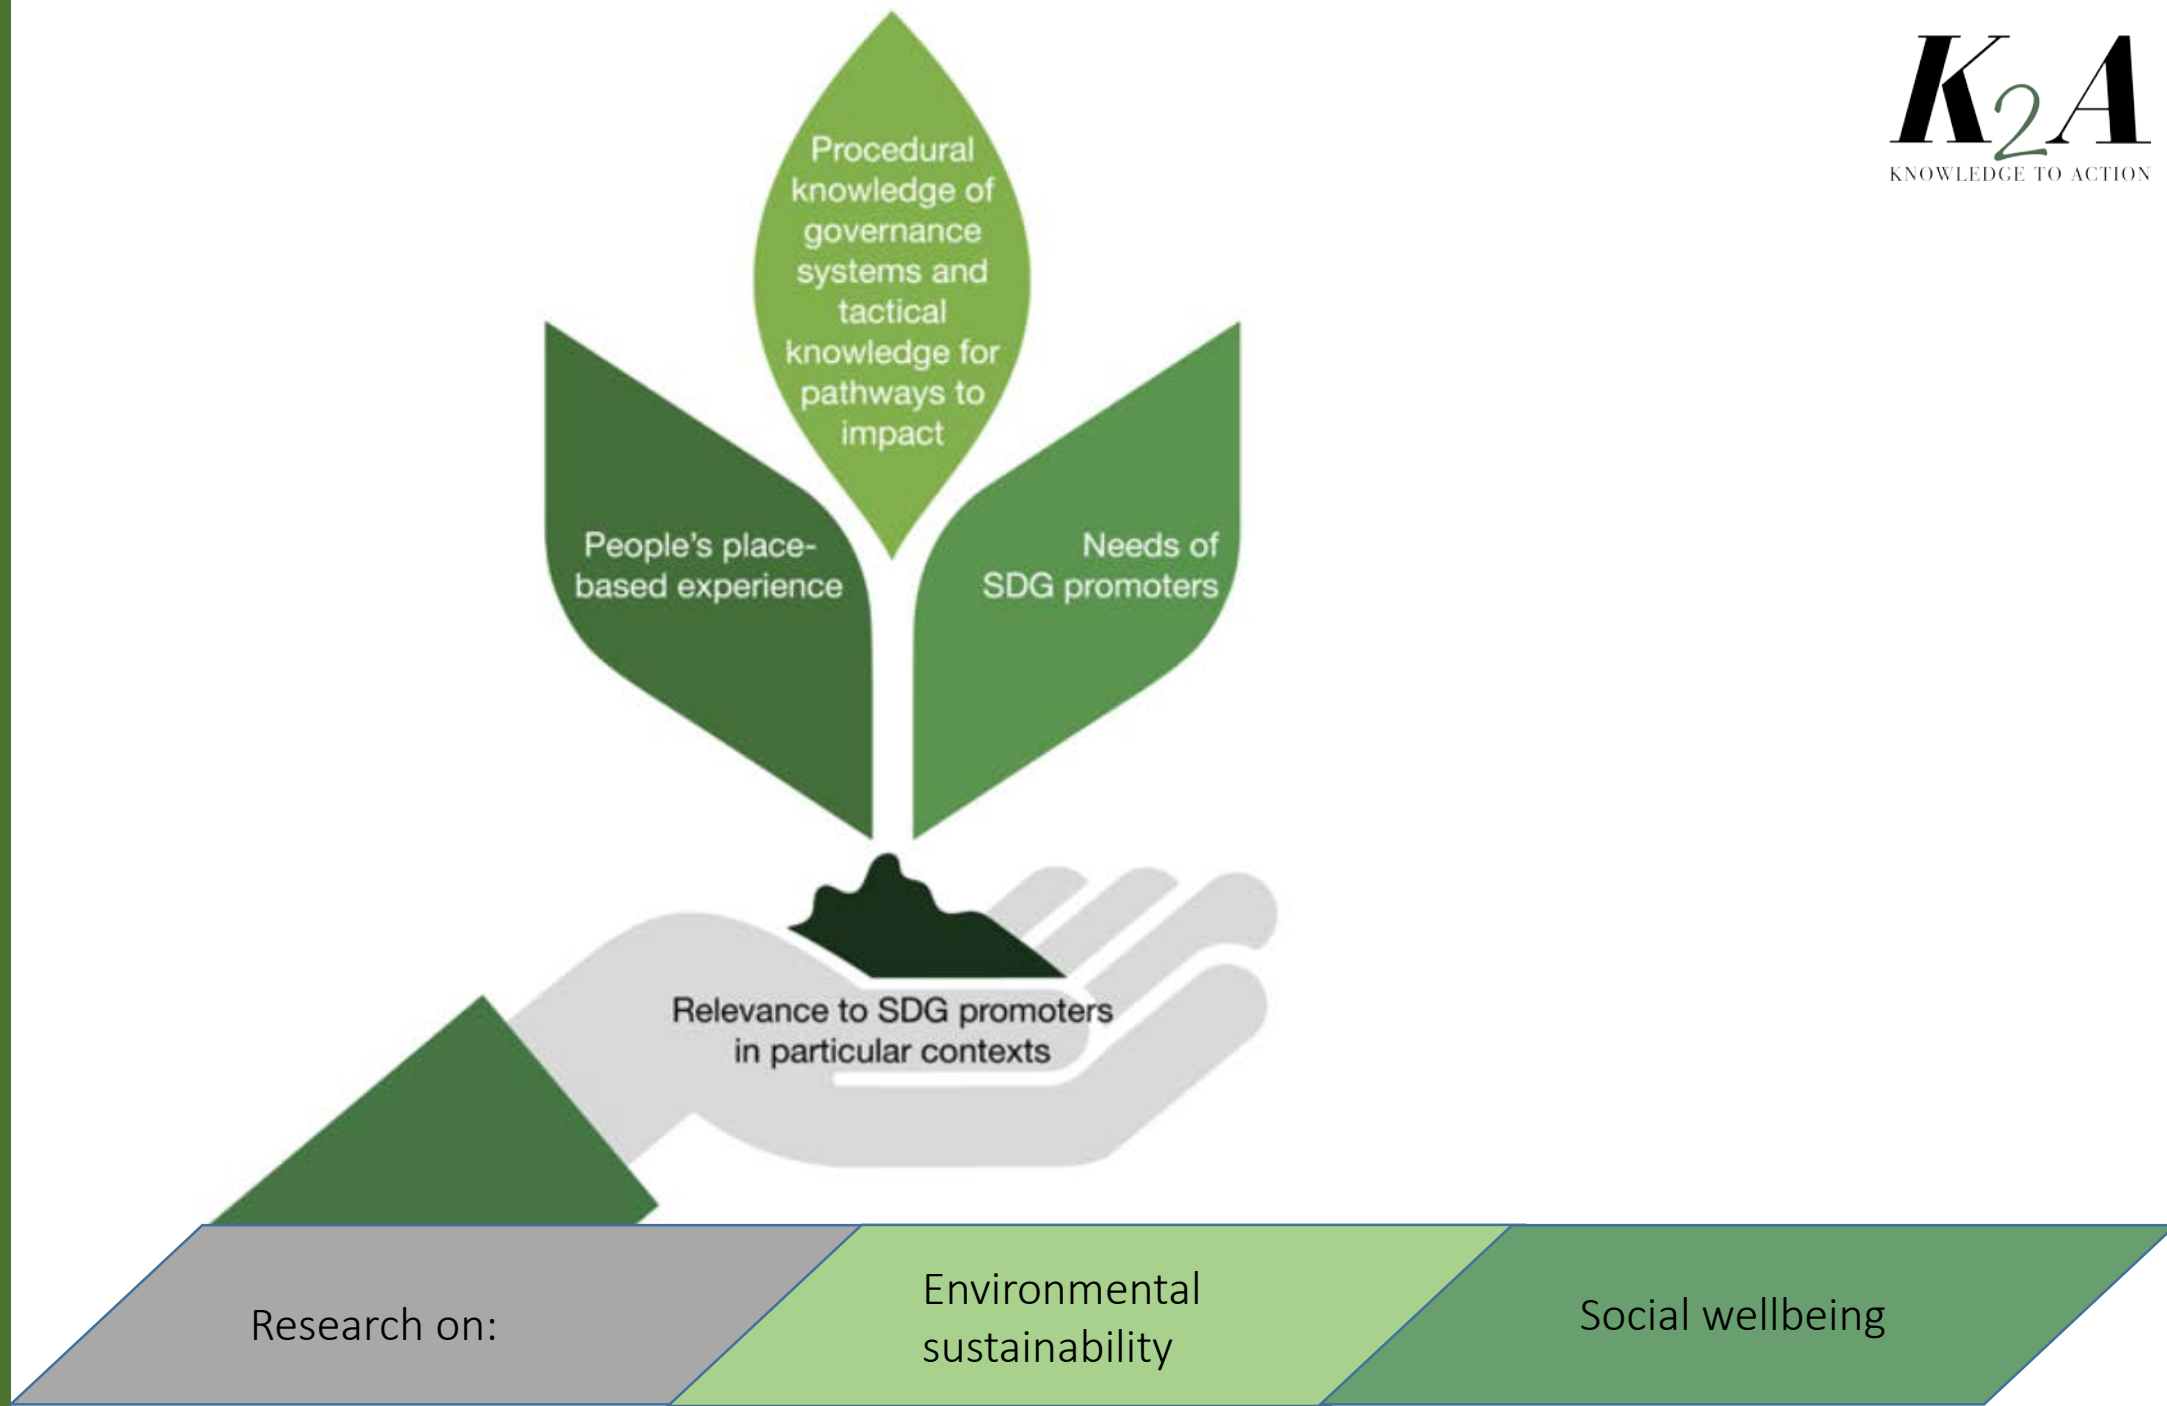 K2A
KNOWLEDGE TO ACTION
Procedural
knowledge of
governance
systems and
tactical
knowledge for
pathways to
impact
People's place-
based experience
Needs of
SDG promoters
Relevance to SDG promoters
in particular contexts
Research on:
Environmental
sustainability
Social wellbeing